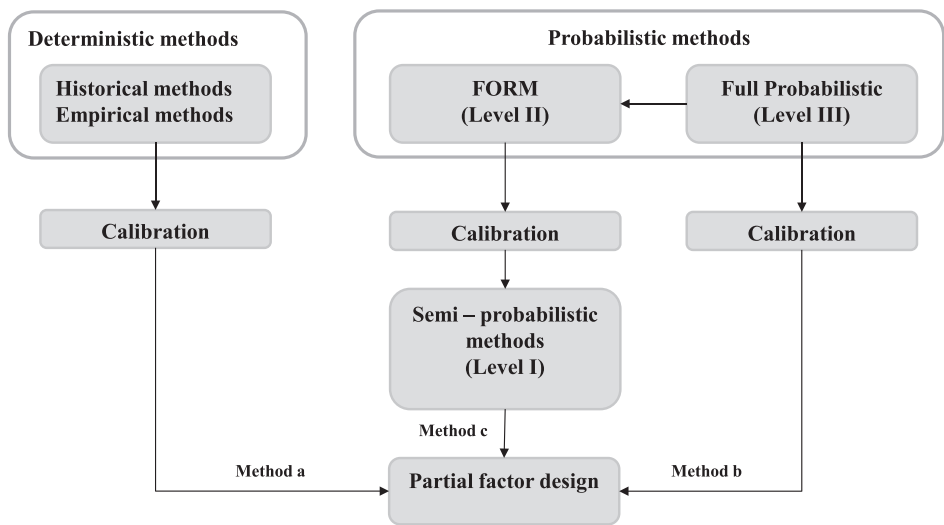 Deterministic methods
Historical methods
Empirical methods
Probabilistic methods
FORM
(Level II)
Full Probabilistic
(Level III)
Calibration
Calibration
Calibration
Semi – probabilistic
methods
(Level I)
Method c
Method a
Partial factor design
Method b